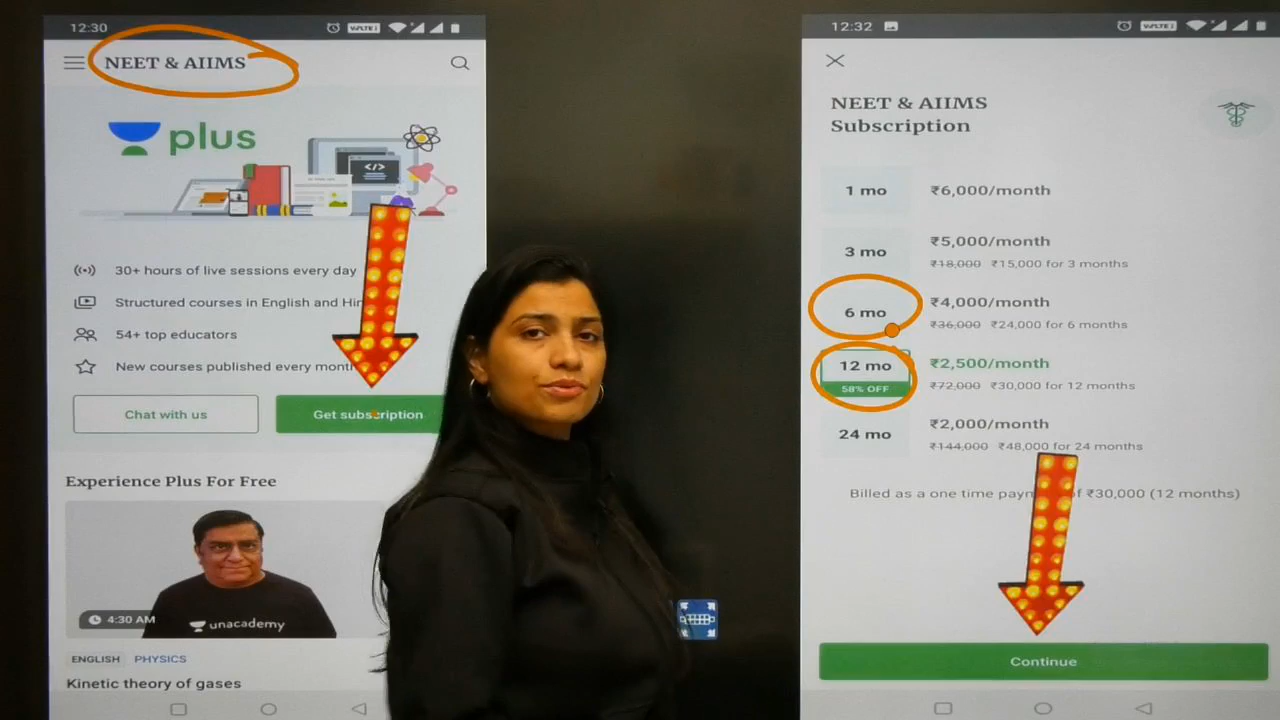 12:30
VoLTE
NEET & AIIMS
plus
30+ hours of live sessions every day
Structured courses in English and Hin
54+ top educators
New courses published every mont
Chat with us
Get subscription
Experience Plus For Free
4:30 AM
unacademy
ENGLISH PHYSICS
Kinetic theory of gases
12:32
NEET & AIIMS
Subscription
1 mo ₹6,000/month
3 mo ₹5,000/month
₹18,000 ₹15,000 for 3 months
6 mo ₹4,000/month
₹36,000 ₹24,000 for 6 months
12 mo ₹2,500/month
58% OFF ₹72,000 ₹30,000 for 12 months
24 mo ₹2,000/month
₹144,000 ₹48,000 for 24 months
Billed as a one time payn of ₹30,000 (12 months)
Continue